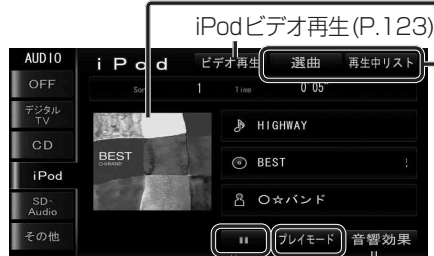 iPodビデオ再生(P.123)
AUDIO
iPod
ビデオ再生
選曲
再生中リスト
OFF
1
Time
0'05"
デジタル
TV
HIGHWAY
CD
BEST
BEST
iPod
SD-
Audio
○☆バンド
その他
プレイモード
音響効果